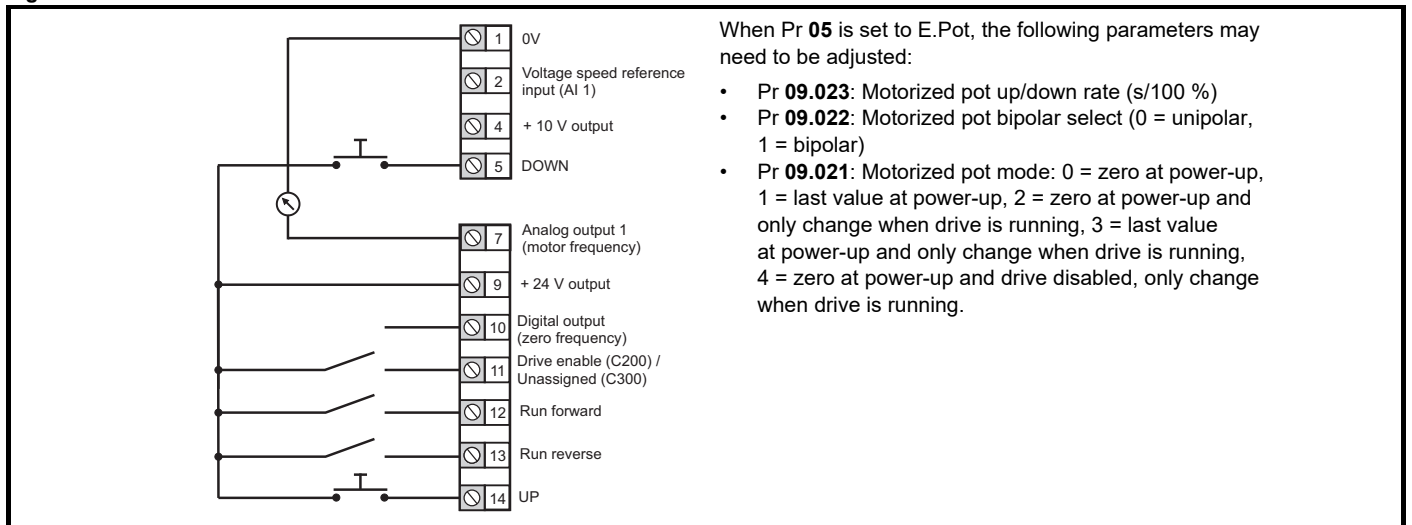 1 0V
2 Voltage speed reference
input (AI 1)
4 + 10 V output
5 DOWN
7 Analog output 1
(motor frequency)
9 + 24 V output
10 Digital output
(zero frequency)
11 Drive enable (C200) /
Unassigned (C300)
12 Run forward
13 Run reverse
14 UP
When Pr 05 is set to E.Pot, the following parameters may
need to be adjusted:
• Pr 09.023: Motorized pot up/down rate (s/100 %)
• Pr 09.022: Motorized pot bipolar select (0 = unipolar,
1 = bipolar)
• Pr 09.021: Motorized pot mode: 0 = zero at power-up,
1 = last value at power-up, 2 = zero at power-up and
only change when drive is running, 3 = last value
at power-up and only change when drive is running,
4 = zero at power-up and drive disabled, only change
when drive is running.